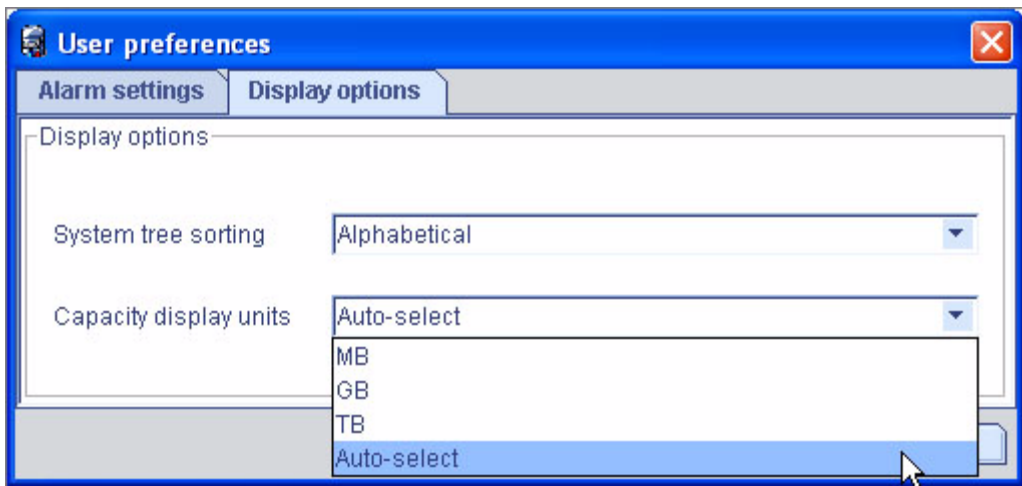 User preferences
Alarm settings Display options
Display options
System tree sorting Alphabetical
Capacity display units Auto-select
MB
GB
TB
Auto-select